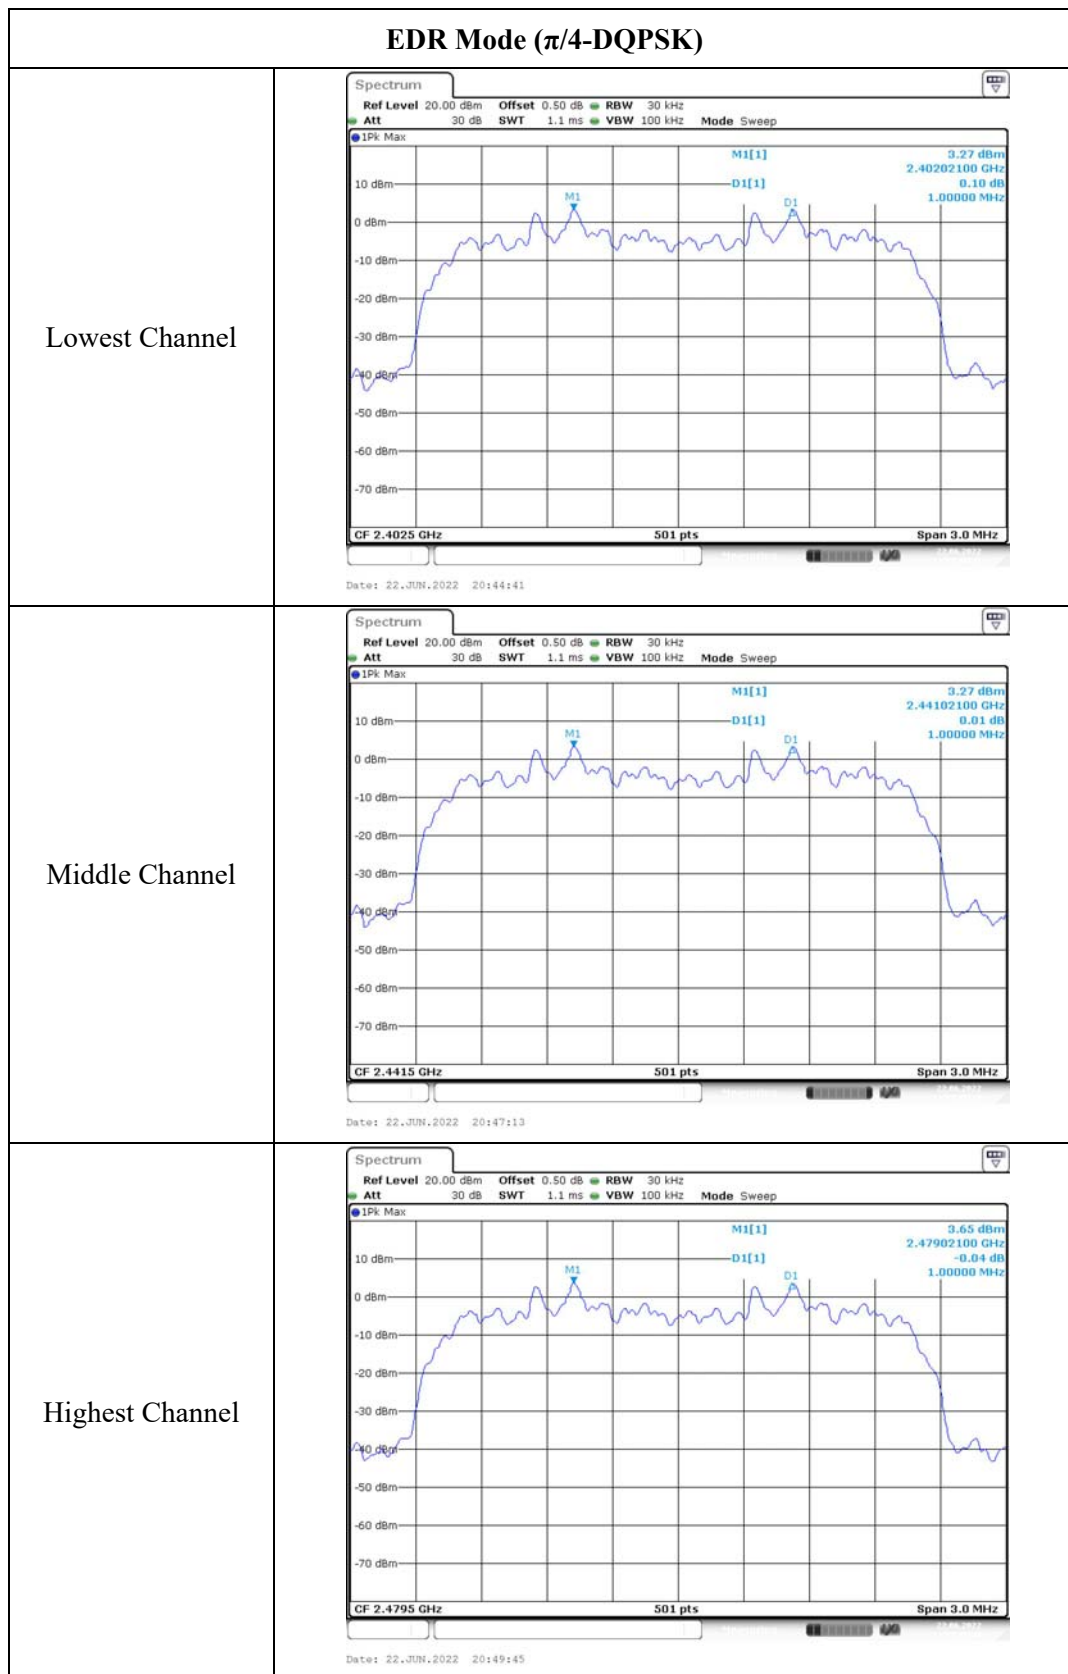 EDR Mode (π/4-DQPSK)
Lowest Channel
Spectrum
Ref Level 20.00 dBm Offset 0.50 dB RBW 30 kHz
Att 30 dB SWT 1.1 ms VBW 100 kHz Mode Sweep
1Pk Max
M1[1] 3.27 dBm
2.40202100 GHz
D1[1] 0.10 dB
1.00000 MHz
M1
D1
10 dBm
0 dBm
-10 dBm
-20 dBm
-30 dBm
-40 dBm
-50 dBm
-60 dBm
-70 dBm
CF 2.4025 GHz 501 pts Span 3.0 MHz
Date: 22.JUN.2022 20:44:41
Middle Channel
Spectrum
Ref Level 20.00 dBm Offset 0.50 dB RBW 30 kHz
Att 30 dB SWT 1.1 ms VBW 100 kHz Mode Sweep
1Pk Max
M1[1] 3.27 dBm
2.44102100 GHz
D1[1] 0.01 dB
1.00000 MHz
M1
D1
10 dBm
0 dBm
-10 dBm
-20 dBm
-30 dBm
-40 dBm
-50 dBm
-60 dBm
-70 dBm
CF 2.4415 GHz 501 pts Span 3.0 MHz
Date: 22.JUN.2022 20:47:13
Highest Channel
Spectrum
Ref Level 20.00 dBm Offset 0.50 dB RBW 30 kHz
Att 30 dB SWT 1.1 ms VBW 100 kHz Mode Sweep
1Pk Max
M1[1] 3.65 dBm
2.47902100 GHz
D1[1] -0.04 dB
1.00000 MHz
M1
D1
10 dBm
0 dBm
-10 dBm
-20 dBm
-30 dBm
-40 dBm
-50 dBm
-60 dBm
-70 dBm
CF 2.4795 GHz 501 pts Span 3.0 MHz
Date: 22.JUN.2022 20:49:45